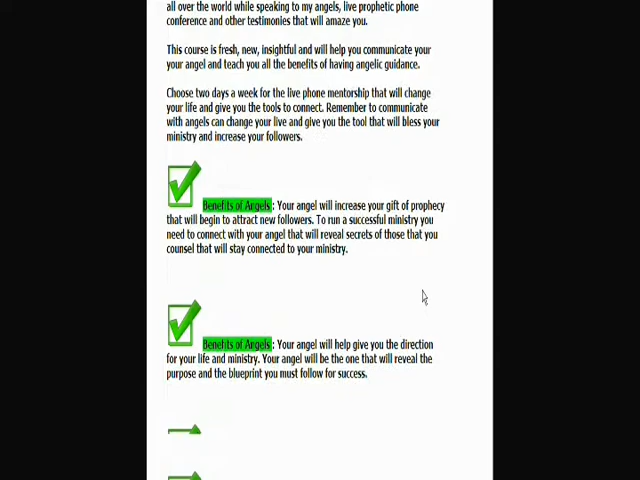 all over the world while speaking to my angels, live prophetic phone
conference and other testimonies that will amaze you.
This course is fresh, new, insightful and will help you communicate your
your angel and teach you all the benefits of having angelic guidance.
Choose two days a week for the live phone mentorship that will change
your life and give you the tools to connect. Remember to communicate
with angels can change your live and give you the tool that will bless your
ministry and increase your followers.
Benefits of Angels: Your angel will increase your gift of prophecy
that will begin to attract new followers. To run a successful ministry you
need to connect with your angel that will reveal secrets of those that you
counsel that will stay connected to your ministry.
Benefits of Angels: Your angel will help give you the direction
for your life and ministry. Your angel will be the one that will reveal the
purpose and the blueprint you must follow for success.